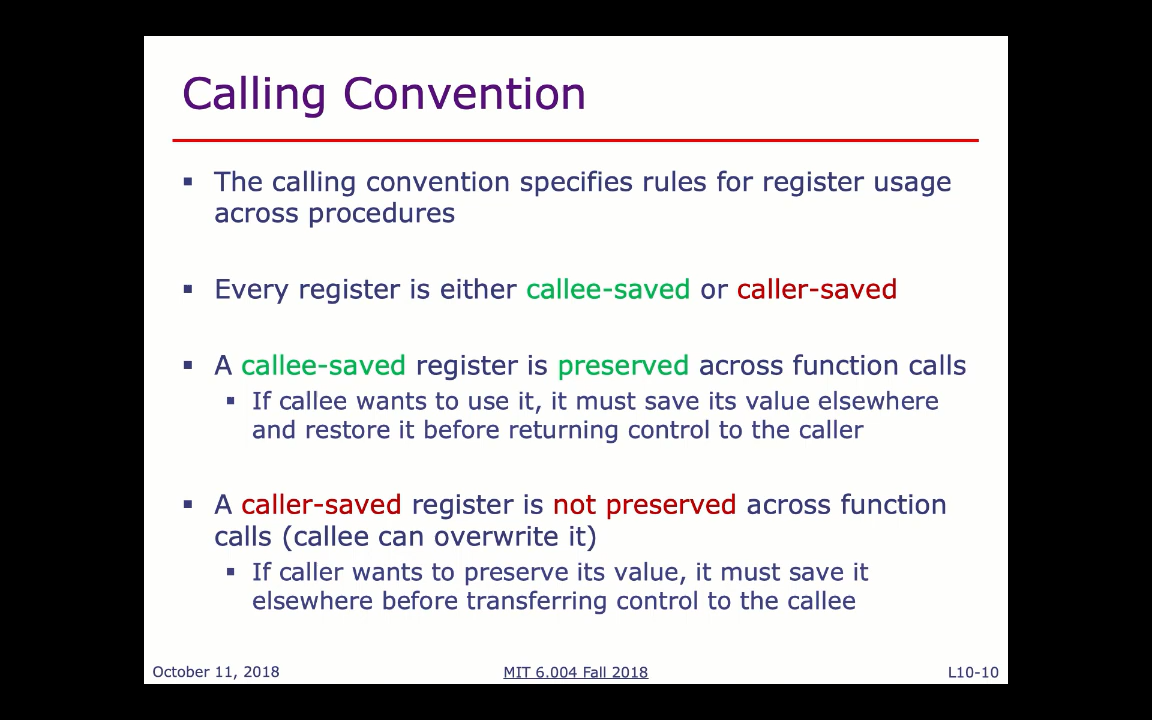 Calling Convention
▪ The calling convention specifies rules for register usage
across procedures
▪ Every register is either callee-saved or caller-saved
▪ A callee-saved register is preserved across function calls
▪ If callee wants to use it, it must save its value elsewhere
and restore it before returning control to the caller
▪ A caller-saved register is not preserved across function
calls (callee can overwrite it)
▪ If caller wants to preserve its value, it must save it
elsewhere before transferring control to the callee
October 11, 2018
MIT 6.004 Fall 2018
L10-10